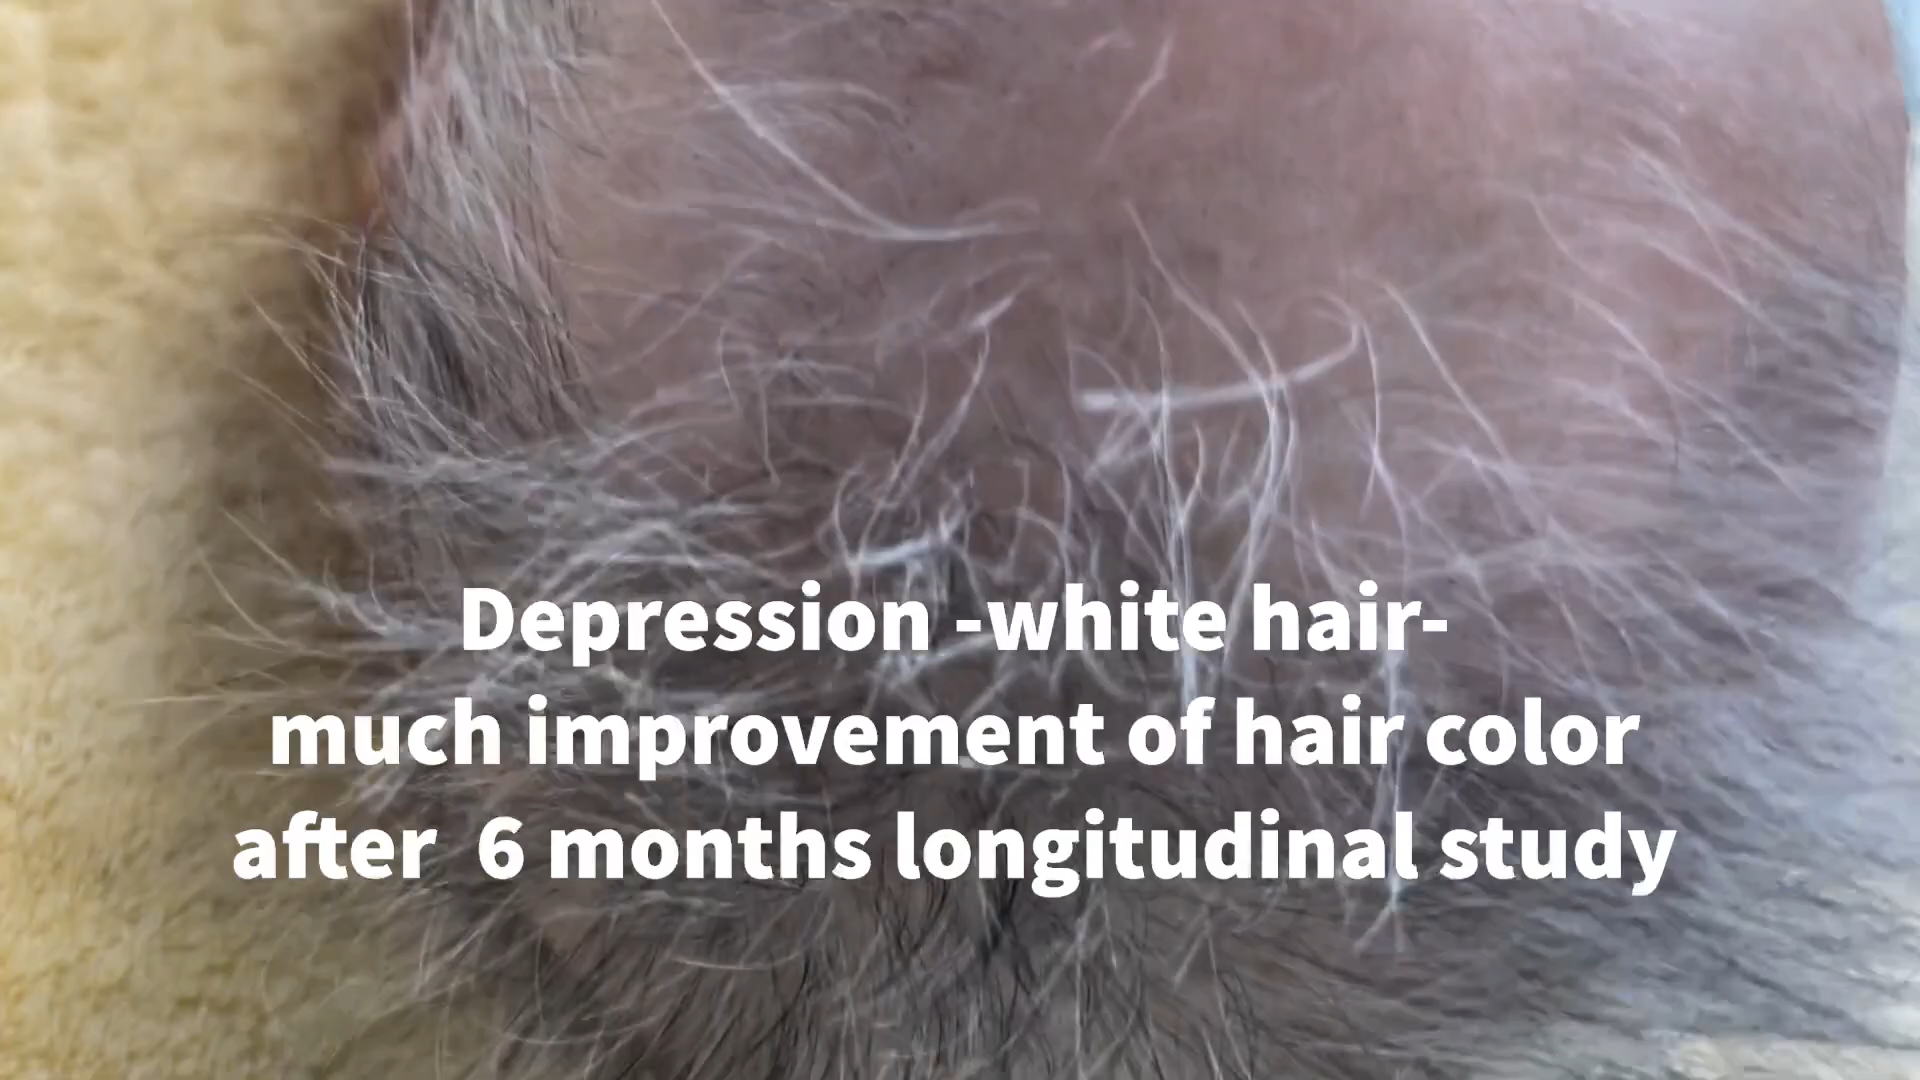 Depression -white hair-
much improvement of hair color
after  6 months longitudinal study